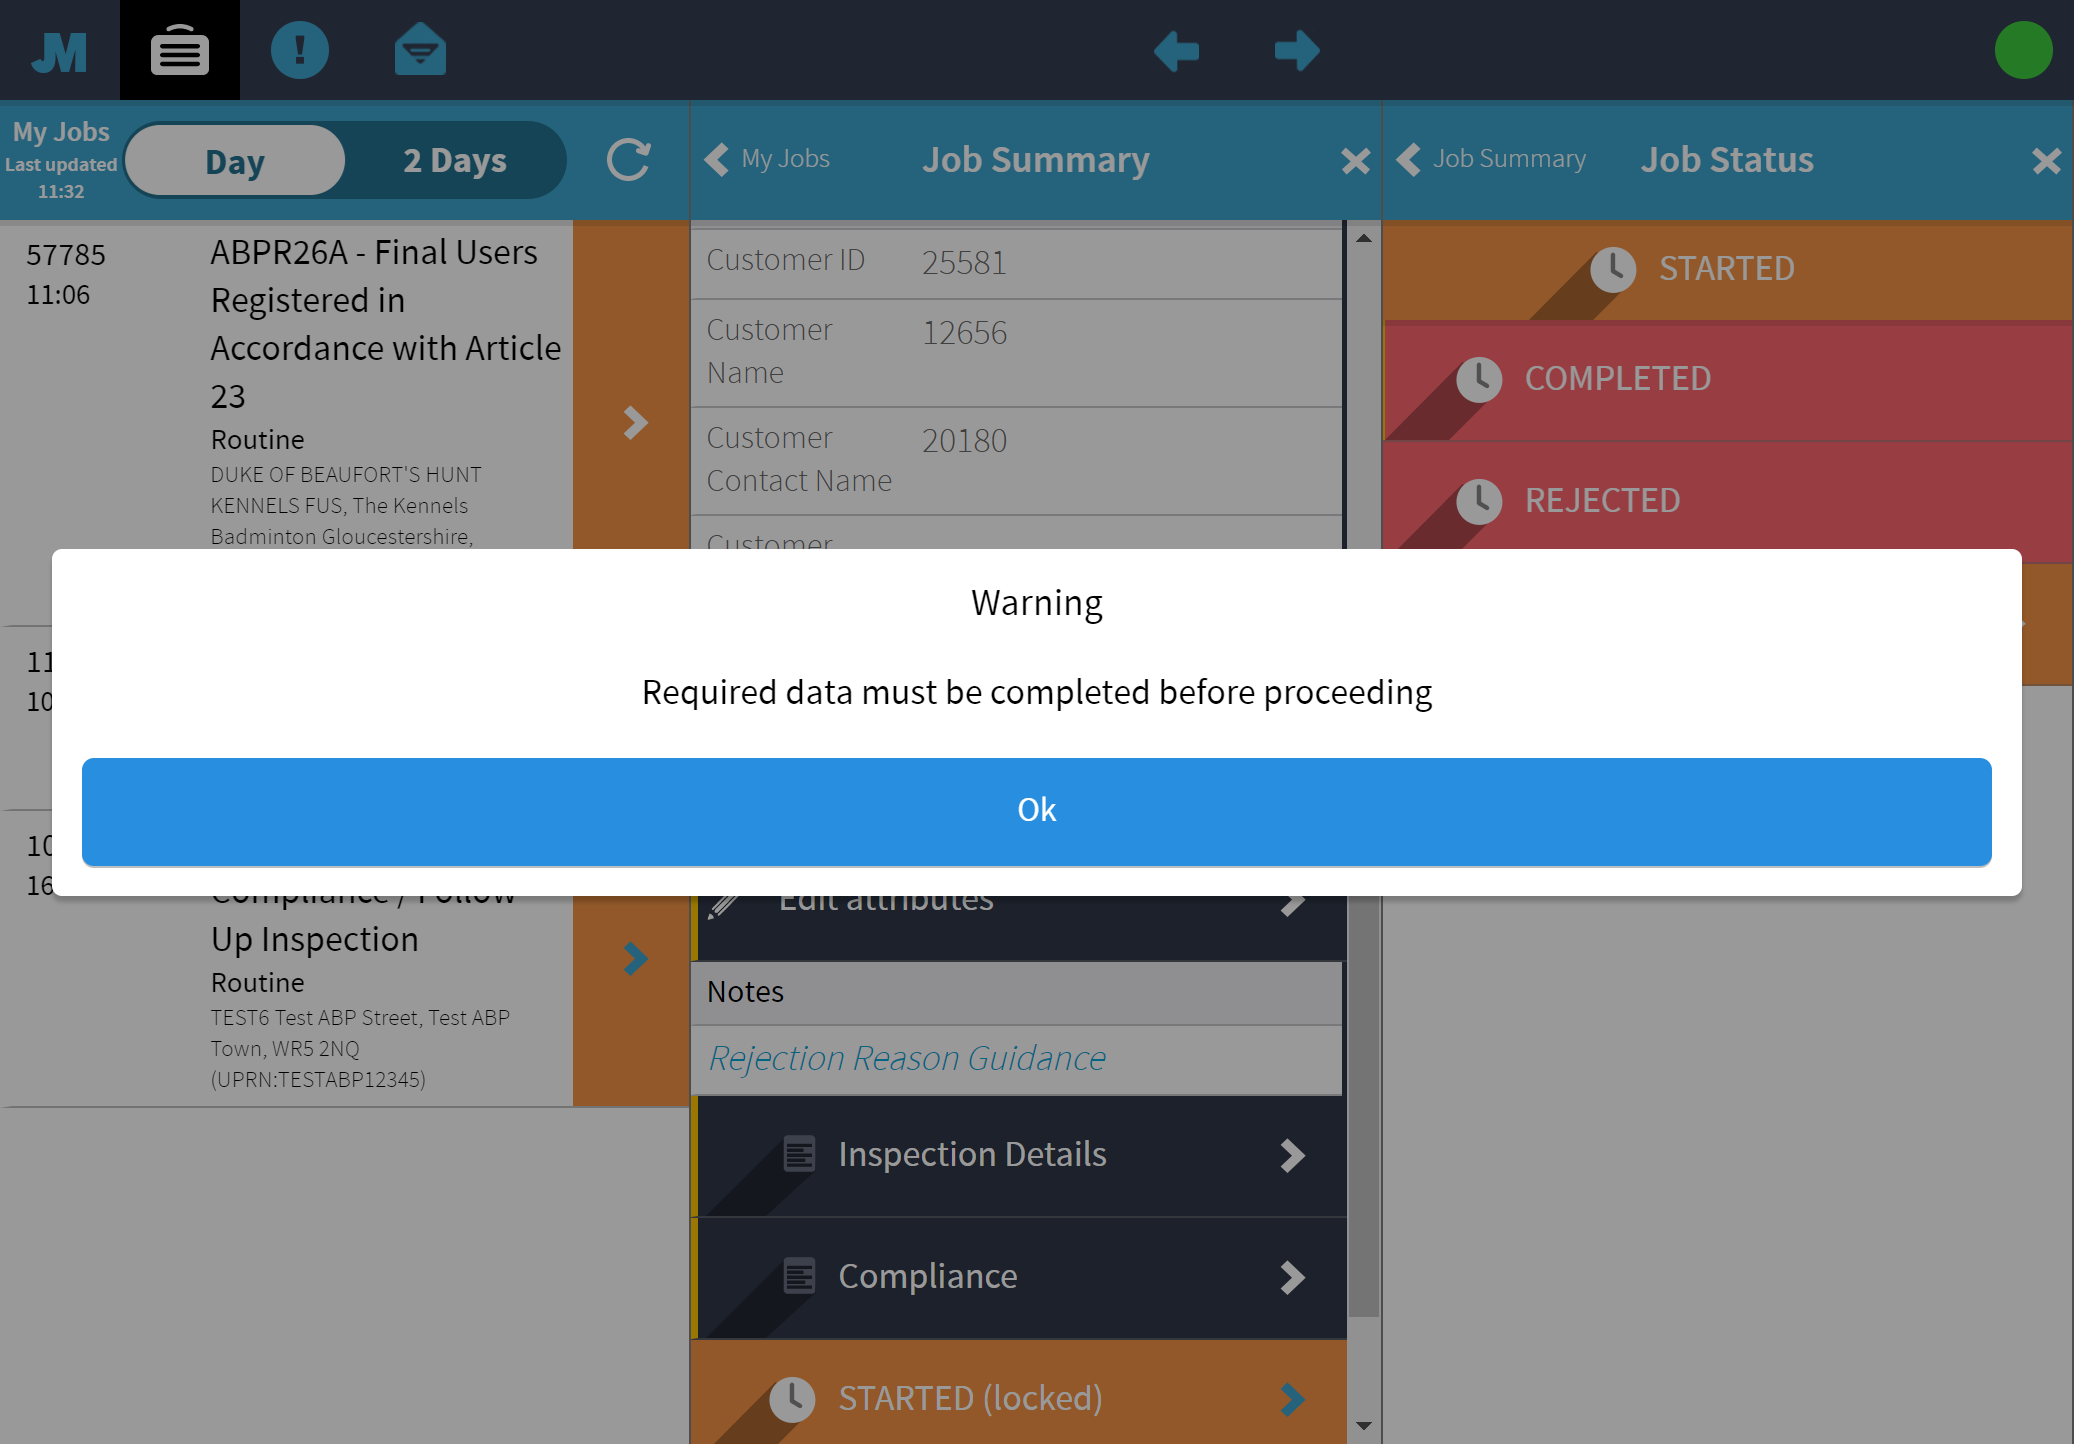 JM
My Jobs
Last updated
11:32
Day
2 Days
My Jobs
Job Summary
Job Summary
Job Status
57785
11:06
ABPR26A - Final Users
Registered in
Accordance with Article
23
Routine
DUKE OF BEAUFORT'S HUNT
KENNELS FUS, The Kennels
Badminton Gloucestershire,
Customer ID
25581
Customer
Name
12656
Customer
Contact Name
20180
Customer
STARTED
COMPLETED
REJECTED
Warning
Required data must be completed before proceeding
Ok
11
10
10
16
Compliance / Follow
Up Inspection
Routine
TEST6 Test ABP Street, Test ABP
Town, WR5 2NQ
(UPRN:TESTABP12345)
Edit attributes
Notes
Rejection Reason Guidance
Inspection Details
Compliance
STARTED (locked)